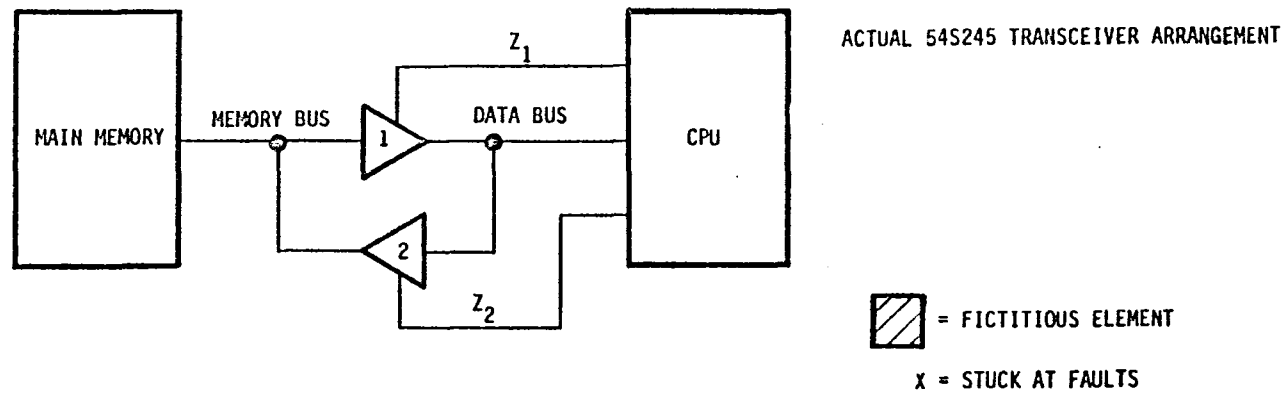 ACTUAL 54S245 TRANSCEIVER ARRANGEMENT
Z1
MEMORY BUS
DATA BUS
MAIN MEMORY
1
CPU
2
Z2
= FICTITIOUS ELEMENT
X = STUCK AT FAULTS